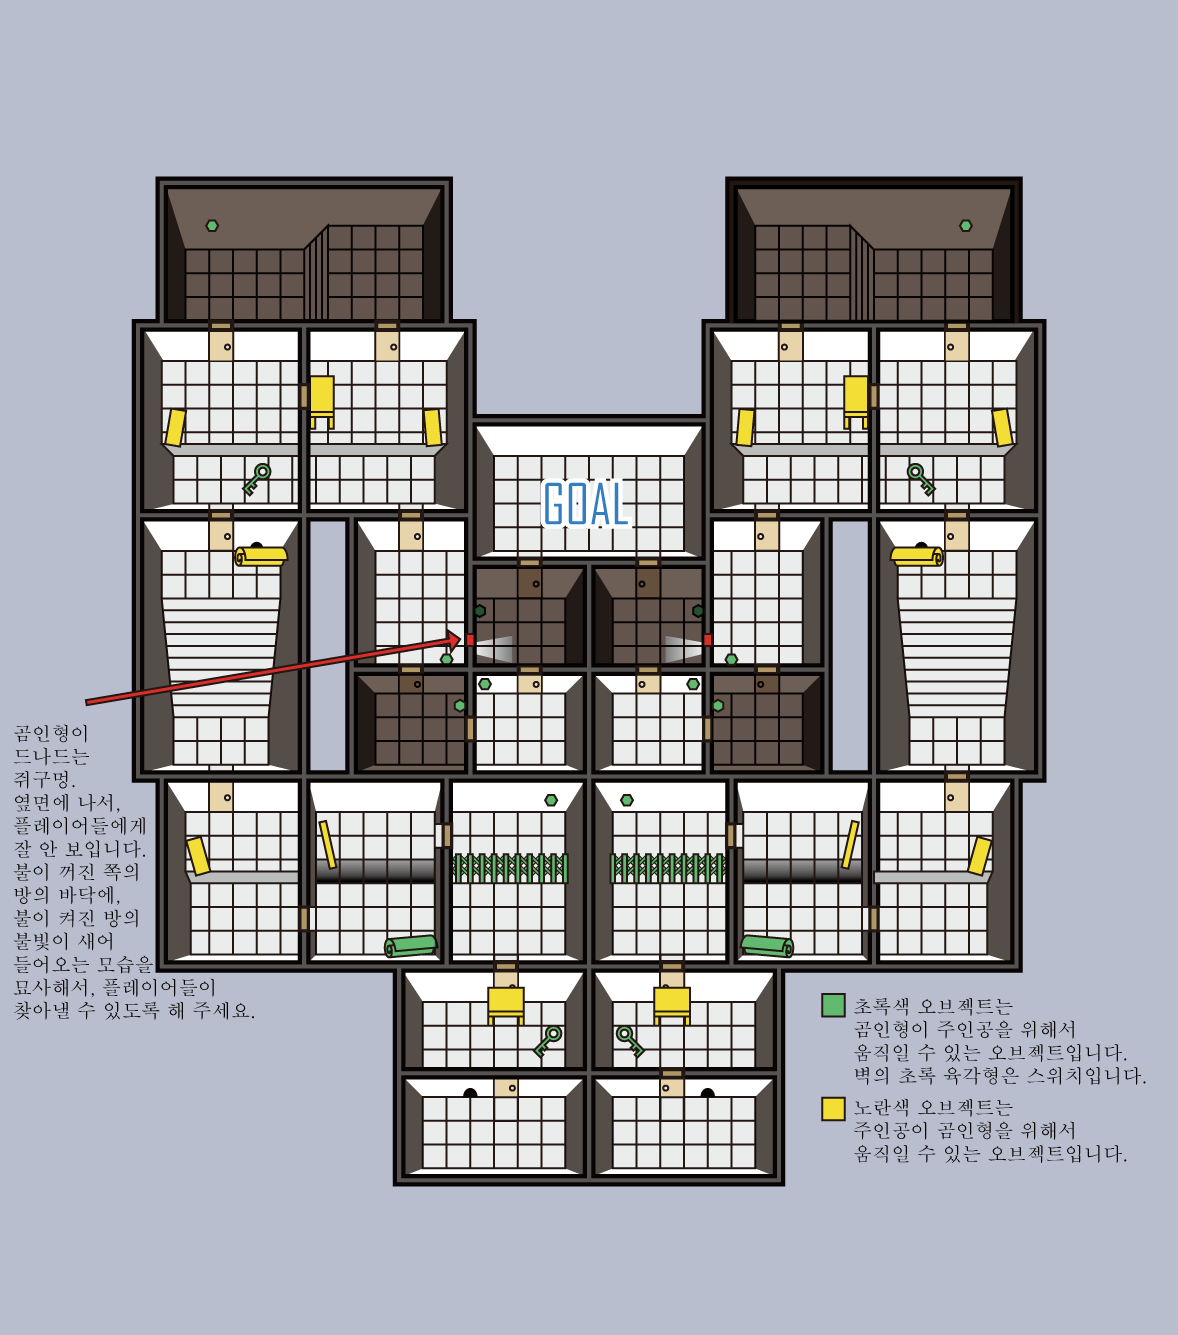 GOAL
곰인형이
드나드는
쥐구멍.
옆면에 나서,
플레이어들에게
잘 안 보입니다.
불이 꺼진 쪽의
방의 바닥에,
불이 켜진 방의
불빛이 새어
들어오는 모습을
묘사해서, 플레이어들이
찾아낼 수 있도록 해 주세요.
초록색 오브젝트는
곰인형이 주인공을 위해서
움직일 수 있는 오브젝트입니다.
벽의 초록 육각형은 스위치입니다.
노란색 오브젝트는
주인공이 곰인형을 위해서
움직일 수 있는 오브젝트입니다.